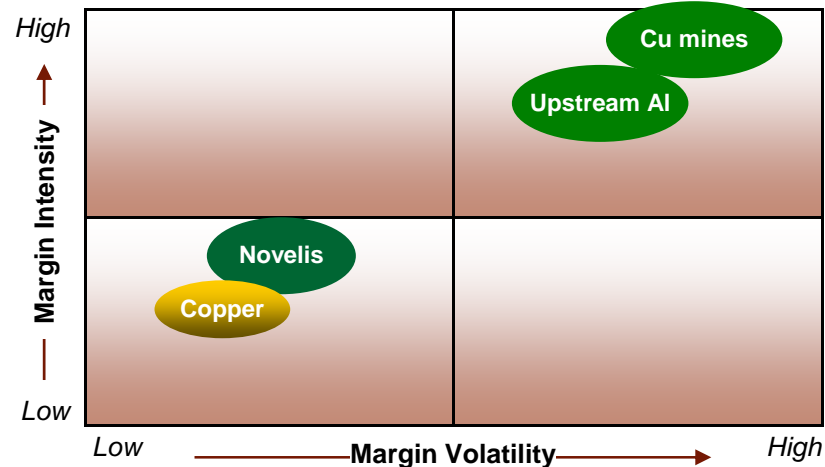 High
Cu mines
Upstream Al
Margin Intensity
Novelis
Copper
Low
Low
Margin Volatility
High